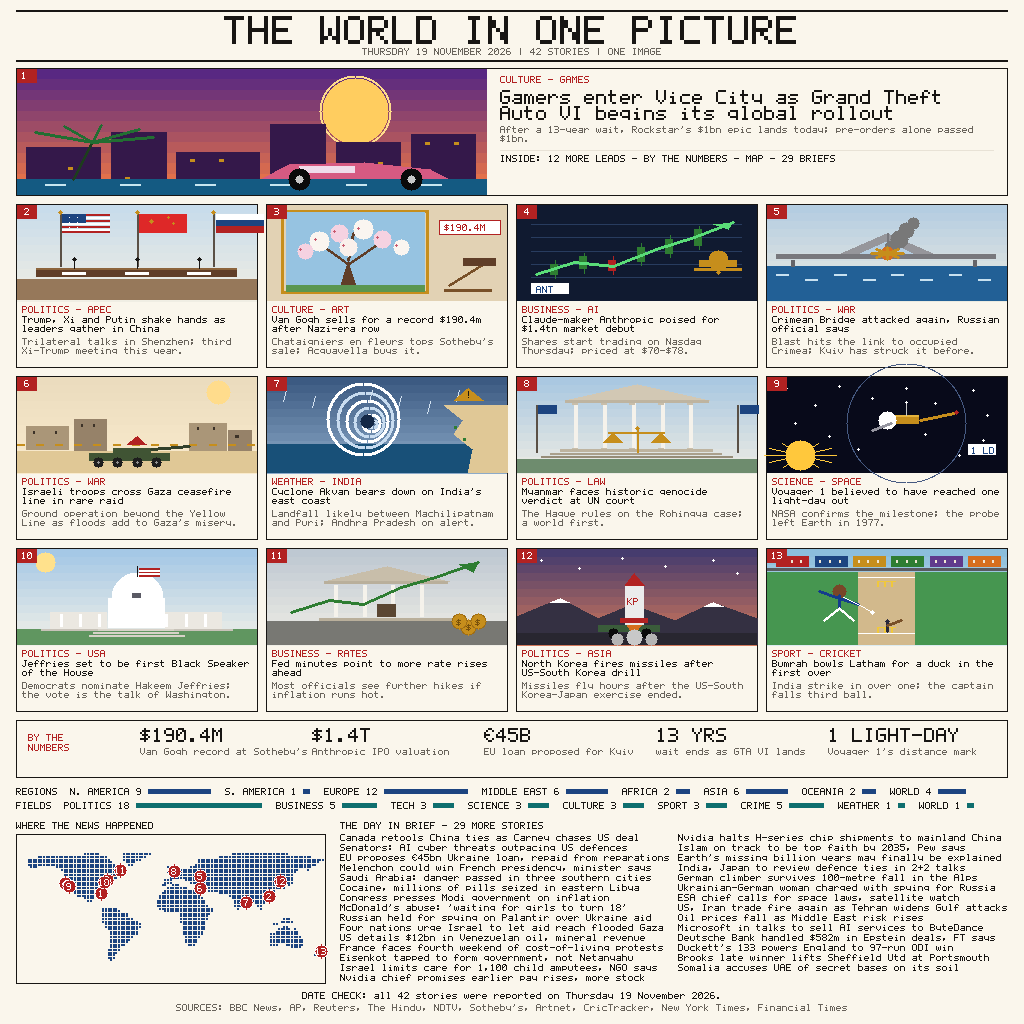 THE WORLD IN ONE PICTURE
THURSDAY 19 NOVEMBER 2026 | 42 STORIES | ONE IMAGE
1
CULTURE - GAMES
Gamers enter Vice City as Grand Theft
Auto VI begins its global rollout
After a 13-year wait, Rockstar's $1bn epic lands today; pre-orders alone passed
$1bn.
INSIDE: 12 MORE LEADS - BY THE NUMBERS - MAP - 29 BRIEFS
2
POLITICS - APEC
Trump, Xi and Putin shake hands as
leaders gather in China
Trilateral talks in Shenzhen; third
Xi-Trump meeting this year.
3
$190.4M
CULTURE - ART
Van Gogh sells for a record $190.4m
after Nazi-era row
Chataigniers en fleurs tops Sotheby's
sale; Acquavella buys it.
4
ANT
BUSINESS - AI
Claude-maker Anthropic poised for
$1.4tn market debut
Shares start trading on Nasdaq
Thursday; priced at $70-$78.
5
POLITICS - WAR
Crimean Bridge attacked again, Russian
official says
Blast hits the link to occupied
Crimea; Kyiv has struck it before.
6
POLITICS - WAR
Israeli troops cross Gaza ceasefire
line in rare raid
Ground operation beyond the Yellow
Line as floods add to Gaza's misery.
7
WEATHER - INDIA
Cyclone Akvan bears down on India's
east coast
Landfall likely between Machilipatnam
and Puri; Andhra Pradesh on alert.
8
POLITICS - LAW
Myanmar faces historic genocide
verdict at UN court
The Hague rules on the Rohingya case;
a world first.
9
1 LD
SCIENCE - SPACE
Voyager 1 believed to have reached one
light-day out
NASA confirms the milestone; the probe
left Earth in 1977.
10
POLITICS - USA
Jeffries set to be first Black Speaker
of the House
Democrats nominate Hakeem Jeffries;
the vote is the talk of Washington.
11
$ $ $
BUSINESS - RATES
Fed minutes point to more rate rises
ahead
Most officials see further hikes if
inflation runs hot.
12
KP
POLITICS - ASIA
North Korea fires missiles after
US-South Korea drill
Missiles fly hours after the US-South
Korea-Japan exercise ended.
13
SPORT - CRICKET
Bumrah bowls Latham for a duck in the
first over
India strike in over one; the captain
falls third ball.
BY THE
NUMBERS
$190.4M
Van Gogh record at Sotheby's
$1.4T
Anthropic IPO valuation
€45B
EU loan proposed for Kyiv
13 YRS
wait ends as GTA VI lands
1 LIGHT-DAY
Voyager 1's distance mark
REGIONS N. AMERICA 9 S. AMERICA 1 EUROPE 12 MIDDLE EAST 6 AFRICA 2 ASIA 6 OCEANIA 2 WORLD 4
FIELDS POLITICS 18 BUSINESS 5 TECH 3 SCIENCE 3 CULTURE 3 SPORT 3 CRIME 5 WEATHER 1 WORLD 1
WHERE THE NEWS HAPPENED
THE DAY IN BRIEF - 29 MORE STORIES
Canada retools China ties as Carney chases US deal
Senators: AI cyber threats outpacing US defences
EU proposes €45bn Ukraine loan, repaid from reparations
Melenchon could win French presidency, minister says
Saudi Arabia: danger passed in three southern cities
Cocaine, millions of pills seized in eastern Libya
Congress presses Modi government on inflation
McDonald's abuse: 'waiting for girls to turn 18'
Russian held for spying on Palantir over Ukraine aid
Four nations urge Israel to let aid reach flooded Gaza
US details $12bn in Venezuelan oil, mineral revenue
France faces fourth weekend of cost-of-living protests
Eisenkot tapped to form government, not Netanyahu
Israel limits care for 1,100 child amputees, NGO says
Nvidia chief promises earlier pay rises, more stock
Nvidia halts H-series chip shipments to mainland China
Islam on track to be top faith by 2035, Pew says
Earth's missing billion years may finally be explained
India, Japan to review defence ties in 2+2 talks
German climber survives 100-metre fall in the Alps
Ukrainian-German woman charged with spying for Russia
ESA chief calls for space laws, satellite watch
US, Iran trade fire again as Tehran widens Gulf attacks
Oil prices fall as Middle East risk rises
Microsoft in talks to sell AI services to ByteDance
Deutsche Bank handled $582m in Epstein deals, FT says
Duckett's 133 powers England to 97-run ODI win
Brooks late winner lifts Sheffield Utd at Portsmouth
Somalia accuses UAE of secret bases on its soil
DATE CHECK: all 42 stories were reported on Thursday 19 November 2026.
SOURCES: BBC News, AP, Reuters, The Hindu, NDTV, Sotheby's, Artnet, CricTracker, New York Times, Financial Times